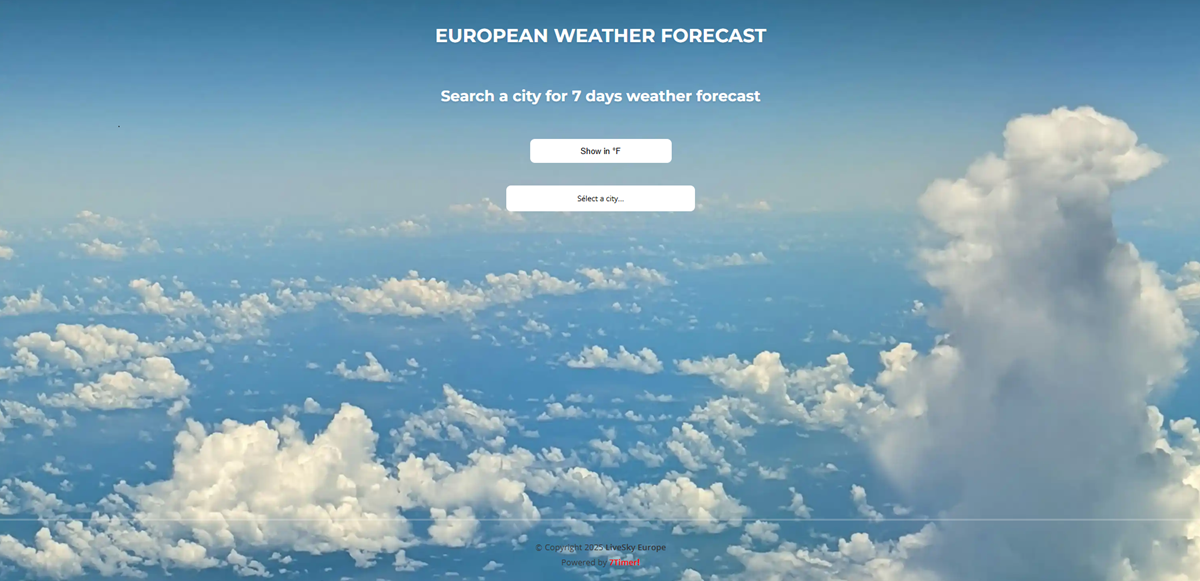 EUROPEAN WEATHER FORECAST
Search a city for 7 days weather forecast
Show in °F
Sélect a city...
© Copyright 2025 LiveSky Europe
Powered by 7Timer!